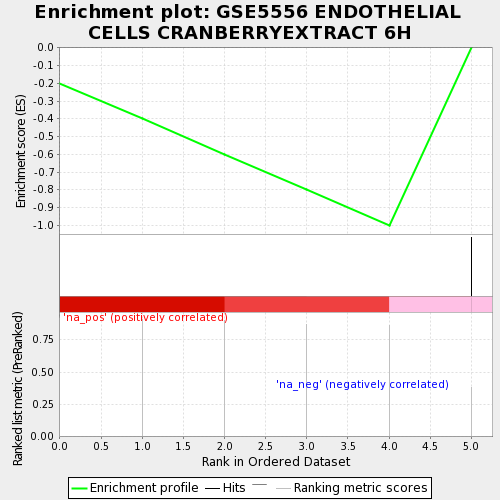 Enrichment plot: GSE5556 ENDOTHELIAL
CELLS CRANBERRYEXTRACT 6H
Enrichment score (ES)
0.0
-0.1
-0.2
-0.3
-0.4
-0.5
-0.6
-0.7
-0.8
-0.9
-1.0
'na_pos' (positively correlated)
'na_neg' (negatively correlated)
Ranked list metric (PreRanked)
0.75
0.50
0.25
0.00
0.0 0.5 1.0 1.5 2.0 2.5 3.0 3.5 4.0 4.5 5.0
Rank in Ordered Dataset
Enrichment profile Hits Ranking metric scores